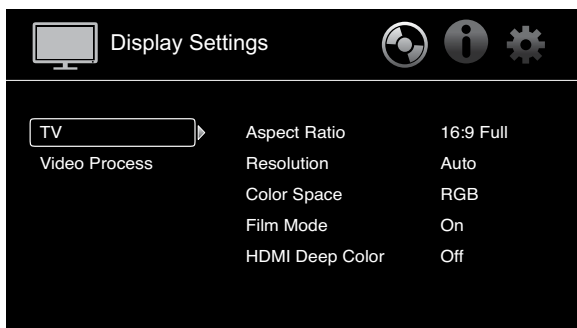 Display Settings
TV
Aspect Ratio 16:9 Full
Video Process
Resolution Auto
Color Space RGB
Film Mode On
HDMI Deep Color Off